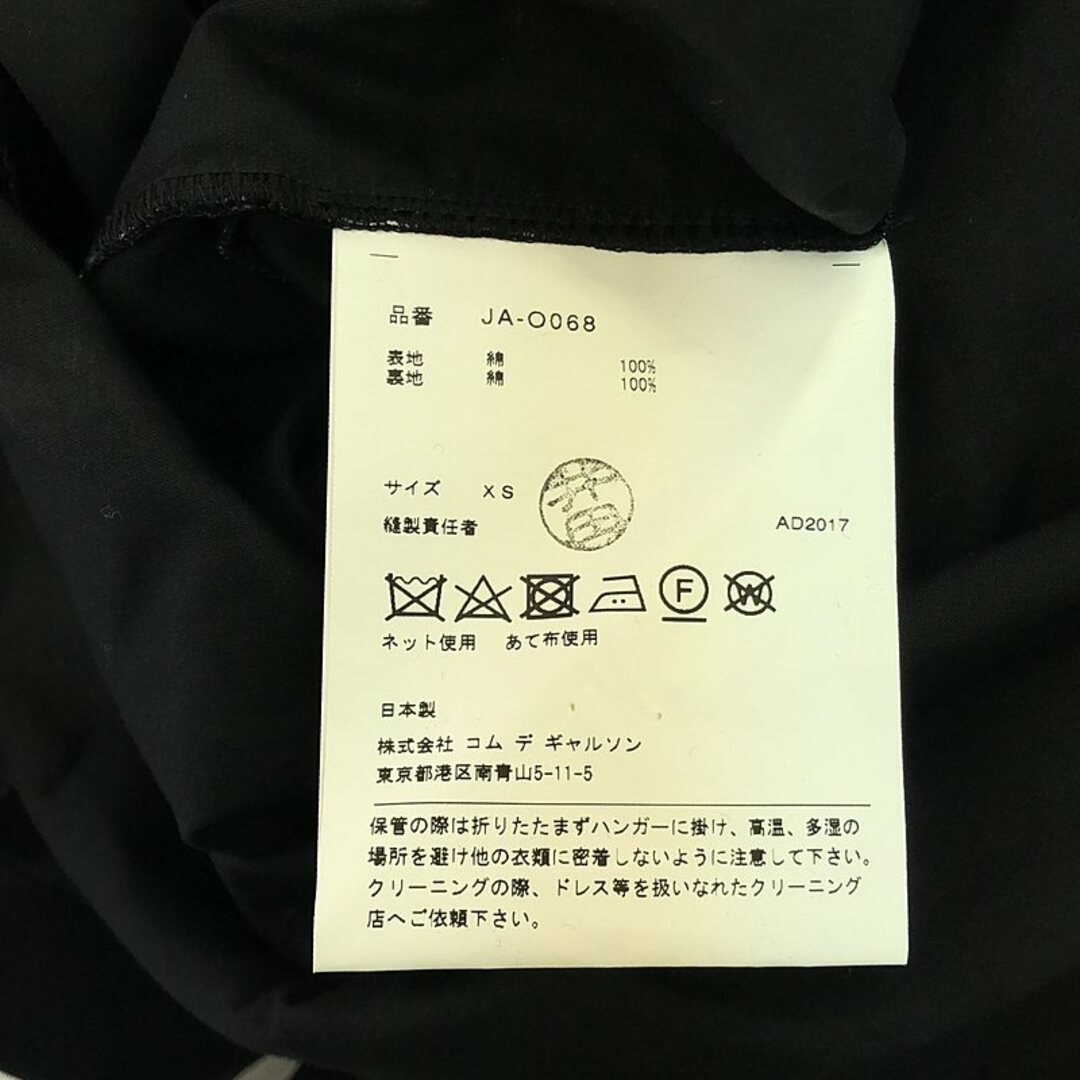 品番 JA-O068
表地 綿 100%
裏地 綿 100%
サイズ XS
縫製責任者 AD2017
F W
ネット使用 あて布使用
日本製
株式会社 コム デ ギャルソン
東京都港区南青山5-11-5
保管の際は折りたたまずハンガーに掛け、高温、多湿の
場所を避け他の衣類に密着しないように注意して下さい。
クリーニングの際、ドレス等を扱いなれたクリーニング
店へご依頼下さい。